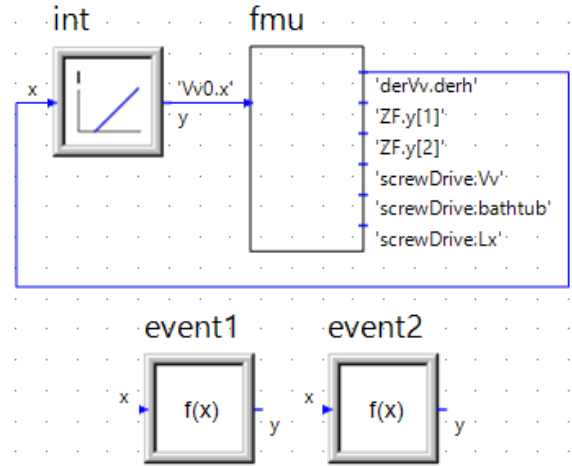 int
fmu
I
x
'Vv0.x'
y
'derVv.derh'
'ZF.y[1]'
'ZF.y[2]'
'screwDrive.Vv'
'screwDrive.bathtub'
'screwDrive.Lx'
event1
event2
x
f(x)
y
x
f(x)
y